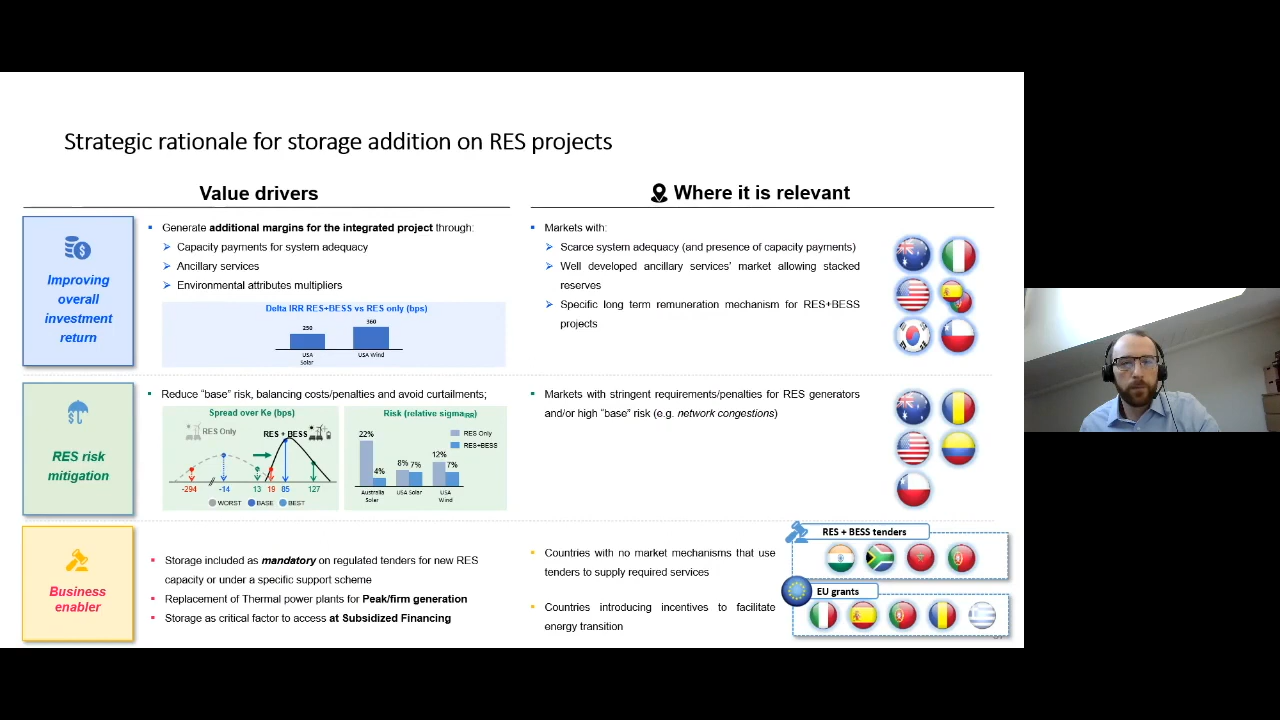 Strategic rationale for storage addition on RES projects
Value drivers
Where it is relevant
Improving
overall
investment
return
Generate additional margins for the integrated project through:
Capacity payments for system adequacy
Ancillary services
Environmental attributes multipliers
Delta IRR RES+BESS vs RES only (bps)
250
360
USA
Solar
USA Wind
Markets with:
Scarce system adequacy (and presence of capacity payments)
Well developed ancillary services' market allowing stacked
reserves
Specific long term remuneration mechanism for RES+BESS
projects
RES risk
mitigation
Reduce "base" risk, balancing costs/penalties and avoid curtailments;
Spread over Ke (bps)
RES Only
RES + BESS
-294
-14
13
19
85
127
WORST
BASE
BEST
Risk (relative sigmaIRR)
RES Only
RES+BESS
22%
4%
8%
7%
12%
7%
Australia
Solar
USA Solar
USA
Wind
Markets with stringent requirements/penalties for RES generators
and/or high "base" risk (e.g. network congestions)
Business
enabler
Storage included as mandatory on regulated tenders for new RES
capacity or under a specific support scheme
Replacement of Thermal power plants for Peak/firm generation
Storage as critical factor to access at Subsidized Financing
Countries with no market mechanisms that use
tenders to supply required services
Countries introducing incentives to facilitate
energy transition
RES + BESS tenders
EU grants